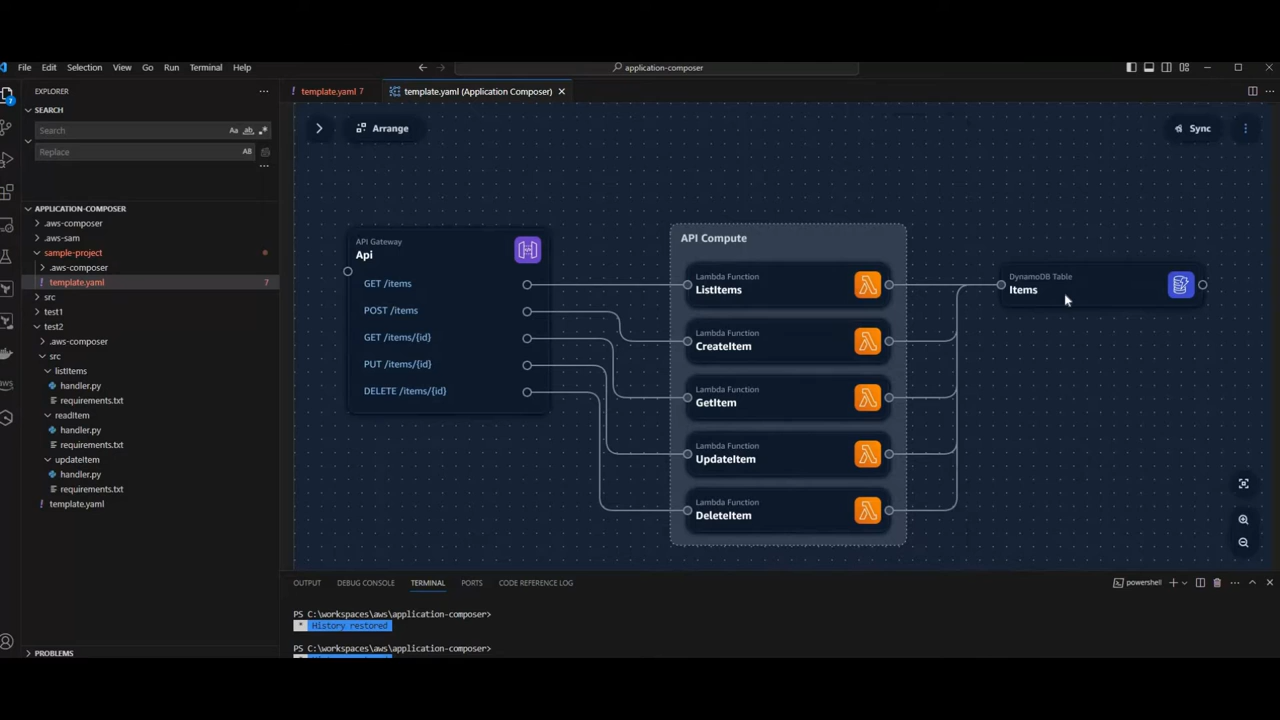 File Edit Selection View Go Run Terminal Help
application-composer
EXPLORER
SEARCH
Search
Aa ab
Replace
AB
APPLICATION-COMPOSER
.aws-composer
.aws-sam
sample-project
.aws-composer
! template.yaml 7
src
test1
test2
.aws-composer
src
listItems
handler.py
requirements.txt
readItem
handler.py
requirements.txt
updateItem
handler.py
requirements.txt
! template.yaml
PROBLEMS
7
aws
! template.yaml 7
template.yaml (Application Composer)
Arrange
Sync
API Gateway
Api
GET /items
POST /items
GET /items/{id}
PUT /items/{id}
DELETE /items/{id}
API Compute
Lambda Function
ListItems
Lambda Function
CreateItem
Lambda Function
GetItem
Lambda Function
UpdateItem
Lambda Function
DeleteItem
DynamoDB Table
Items
OUTPUT DEBUG CONSOLE TERMINAL PORTS CODE REFERENCE LOG
powershell
PS C:\workspaces\aws\application-composer>
* History restored
PS C:\workspaces\aws\application-composer>